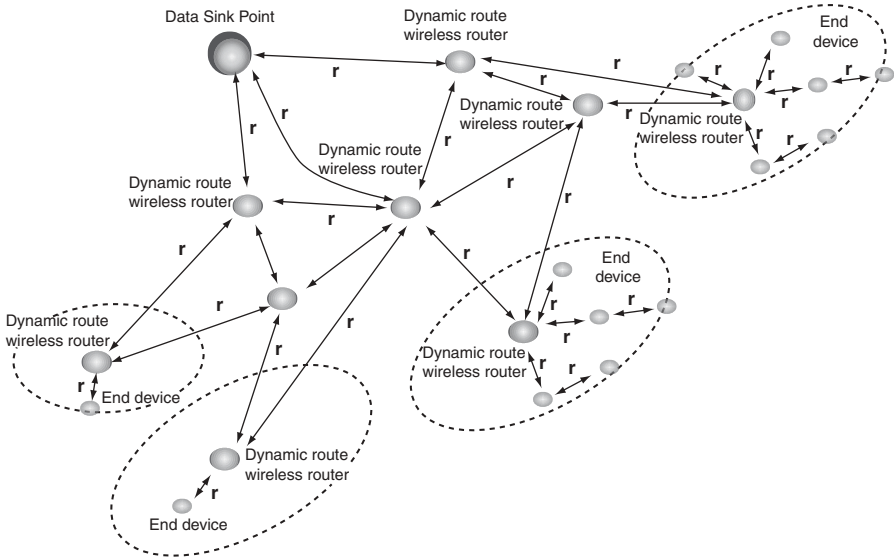 Data Sink Point
Dynamic route
wireless router
End
device
r
r
r
r
r
r
r
r
Dynamic route
wireless router
r
Dynamic route
wireless router
r
r
r
r
Dynamic route
wireless router
r
r
Dynamic route
wireless router
r
r
r
r
End
device
r
r
r
r
Dynamic route
wireless router
r
r
Dynamic route
wireless router
r
r
r
End device
Dynamic route
wireless router
r
End device